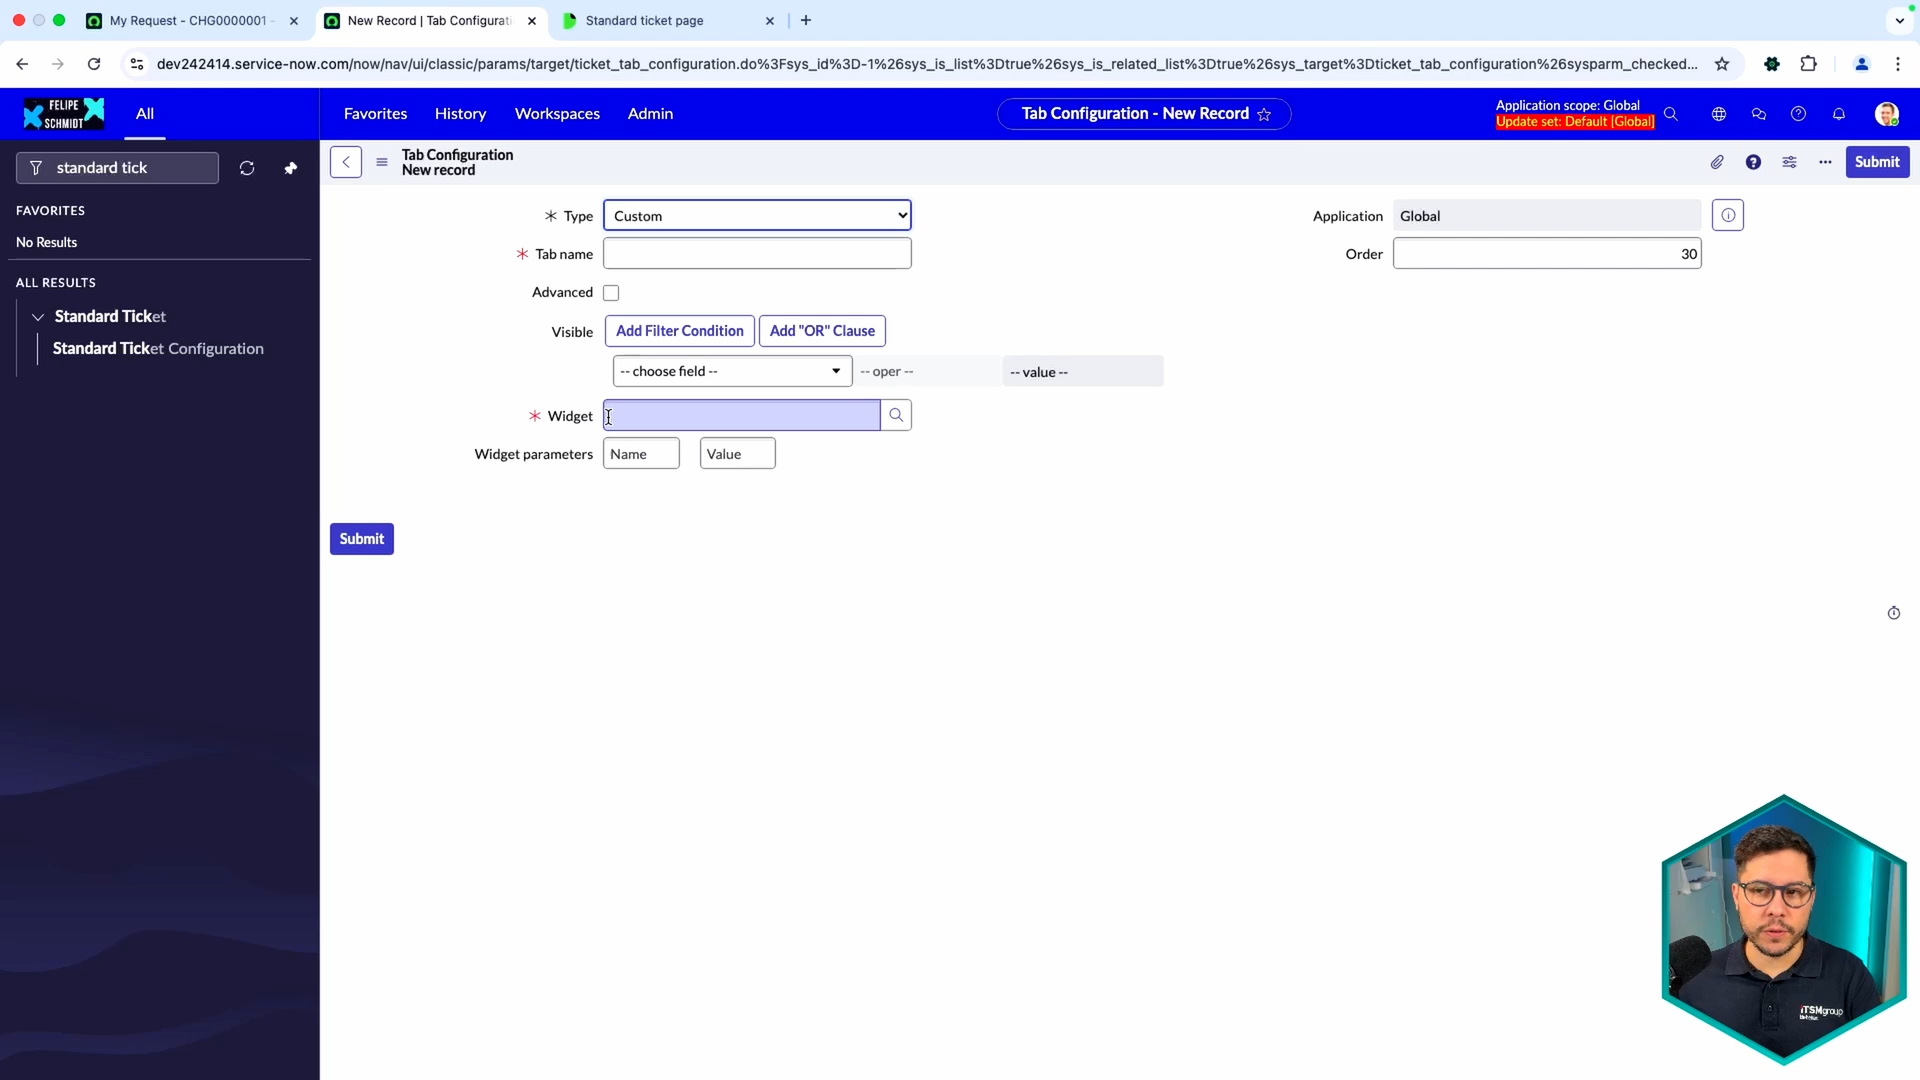 My Request - CHG0000001 -
New Record | Tab Configurati
Standard ticket page
dev242414.service-now.com/now/nav/ui/classic/params/target/ticket_tab_configuration.do%3Fsys_id%3D-1%26sys_is_list%3Dtrue%26sys_is_related_list%3Dtrue%26sys_target%3Dticket_tab_configuration%26sysparm_checked...
FELIPE
SCHMIDT
All
Favorites
History
Workspaces
Admin
Tab Configuration - New Record
Application scope: Global
Update set: Default [Global]
standard tick
FAVORITES
No Results
ALL RESULTS
Standard Ticket
Standard Ticket Configuration
Tab Configuration
New record
Submit
Type
Custom
Application
Global
Tab name
Order
30
Advanced
Visible
Add Filter Condition
Add "OR" Clause
-- choose field --
-- oper --
-- value --
Widget
Widget parameters
Name
Value
Submit
iTSMgroup